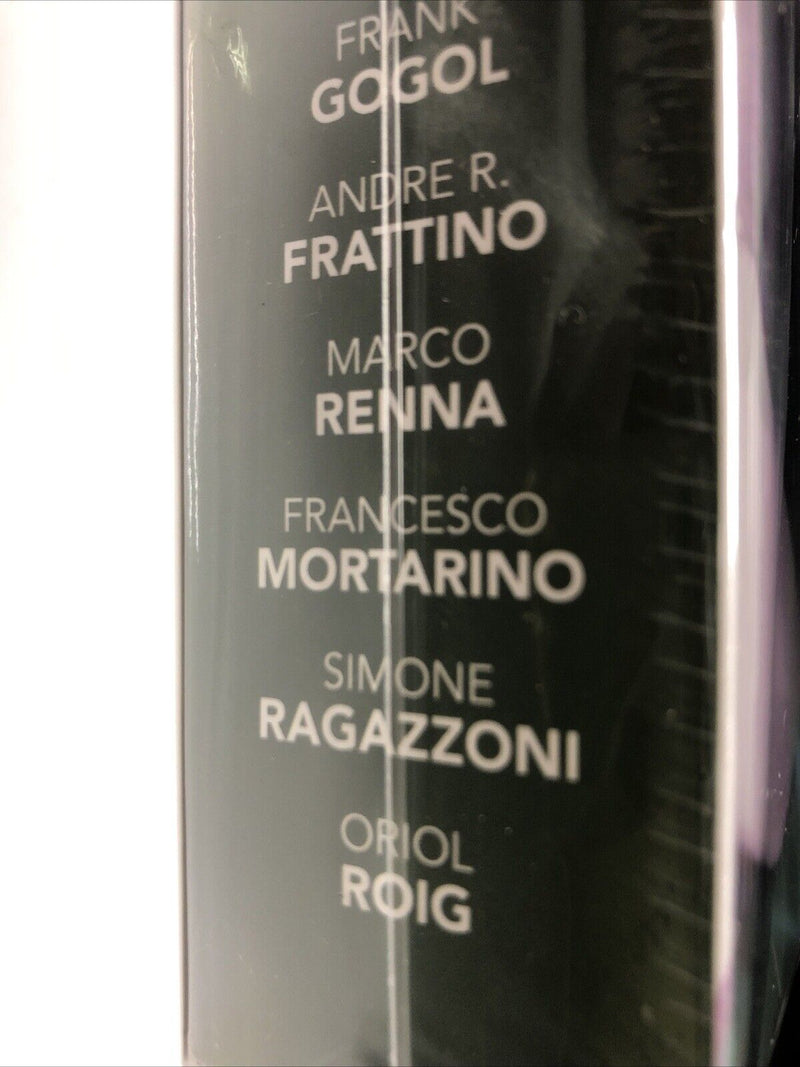 FRANK
GOGOL
ANDRE R.
FRATTINO
MARCO
RENNA
FRANCESCO
MORTARINO
SIMONE
RAGAZZONI
ORIOL
ROIG